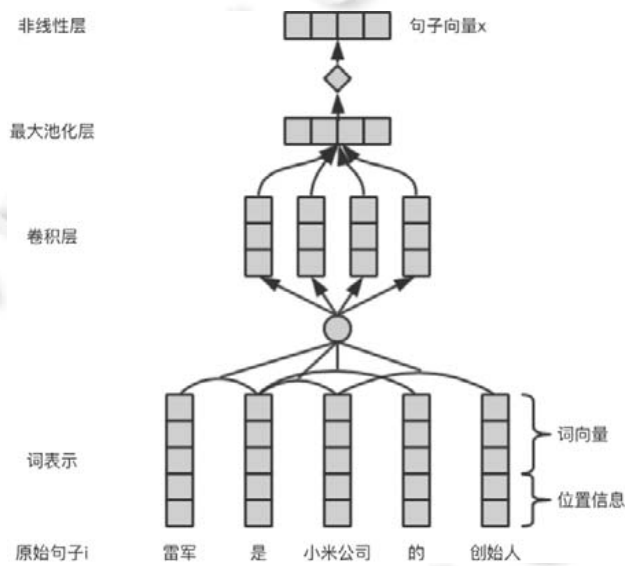 非线性层 句子向量x
最大池化层
卷积层
词表示
词向量
位置信息
原始句子i 雷军 是 小米公司 的 创始人